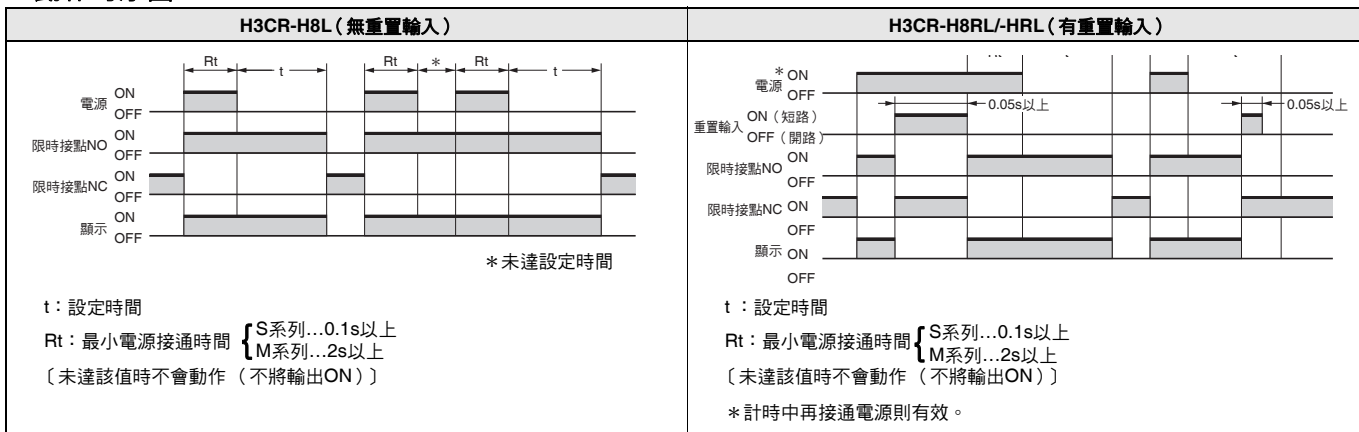 H3CR-H8L（無重置輸入）
Rt t Rt ＊ Rt t
電源 ON
OFF
限時接點NO ON
OFF
限時接點NC ON
OFF
顯示 ON
OFF
＊未達設定時間
t：設定時間
Rt：最小電源接通時間 { S系列…0.1s以上
M系列…2s以上
〔未達該值時不會動作（不將輸出ON）〕
H3CR-H8RL/-HRL（有重置輸入）
＊電源 ON
OFF
0.05s以上 0.05s以上
重置輸入 ON（短路）
OFF（開路）
限時接點NO ON
OFF
限時接點NC ON
OFF
顯示 ON
OFF
t：設定時間
Rt：最小電源接通時間 { S系列…0.1s以上
M系列…2s以上
〔未達該值時不會動作（不將輸出ON）〕
＊計時中再接通電源則有效。